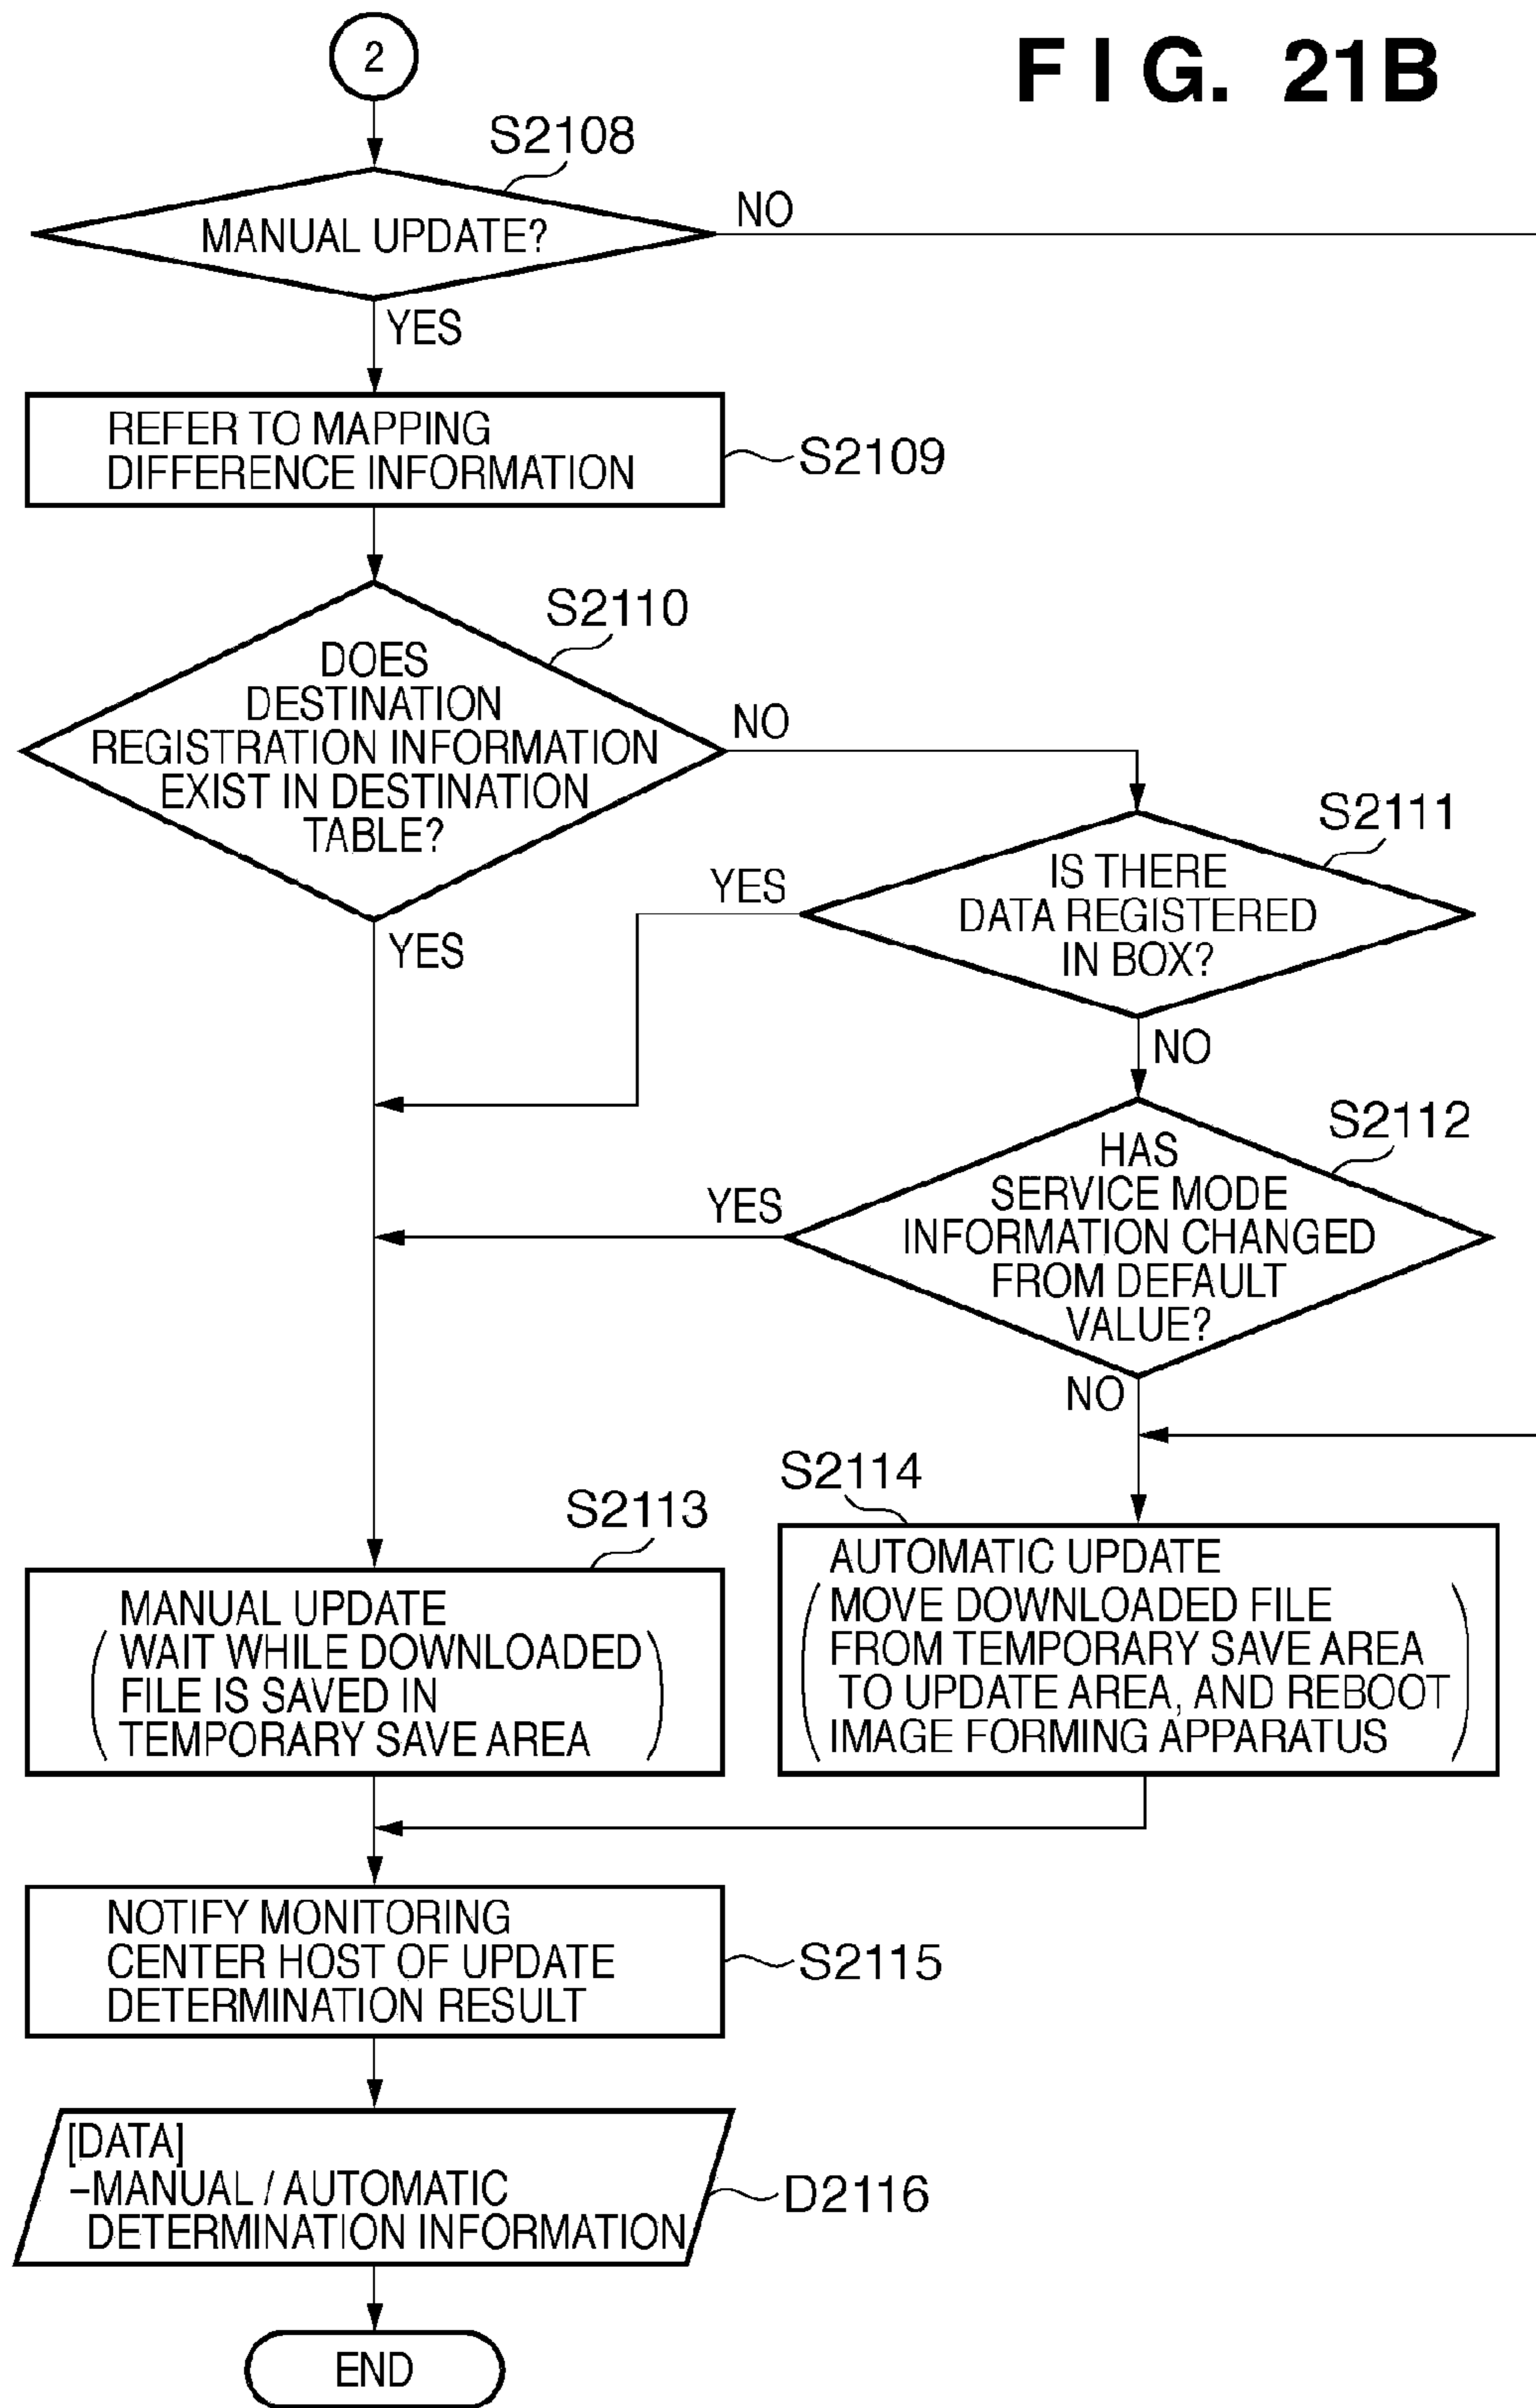 FIG. 21B
2
S2108
MANUAL UPDATE?
NO
YES
REFER TO MAPPING
DIFFERENCE INFORMATION
S2109
S2110
DOES
DESTINATION
REGISTRATION INFORMATION
EXIST IN DESTINATION
TABLE?
NO
YES
S2111
IS THERE
DATA REGISTERED
IN BOX?
YES
NO
S2112
HAS
SERVICE MODE
INFORMATION CHANGED
FROM DEFAULT
VALUE?
YES
NO
S2113
MANUAL UPDATE
(WAIT WHILE DOWNLOADED
FILE IS SAVED IN
TEMPORARY SAVE AREA)
S2114
AUTOMATIC UPDATE
(MOVE DOWNLOADED FILE
FROM TEMPORARY SAVE AREA
TO UPDATE AREA, AND REBOOT
IMAGE FORMING APPARATUS)
NOTIFY MONITORING
CENTER HOST OF UPDATE
DETERMINATION RESULT
S2115
[DATA]
-MANUAL / AUTOMATIC
DETERMINATION INFORMATION
D2116
END